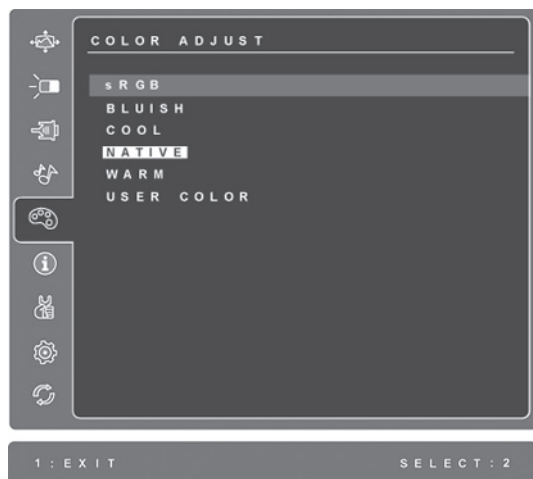 COLOR ADJUST
sRGB
BLUISH
COOL
NATIVE
WARM
USER COLOR
1:EXIT SELECT:2